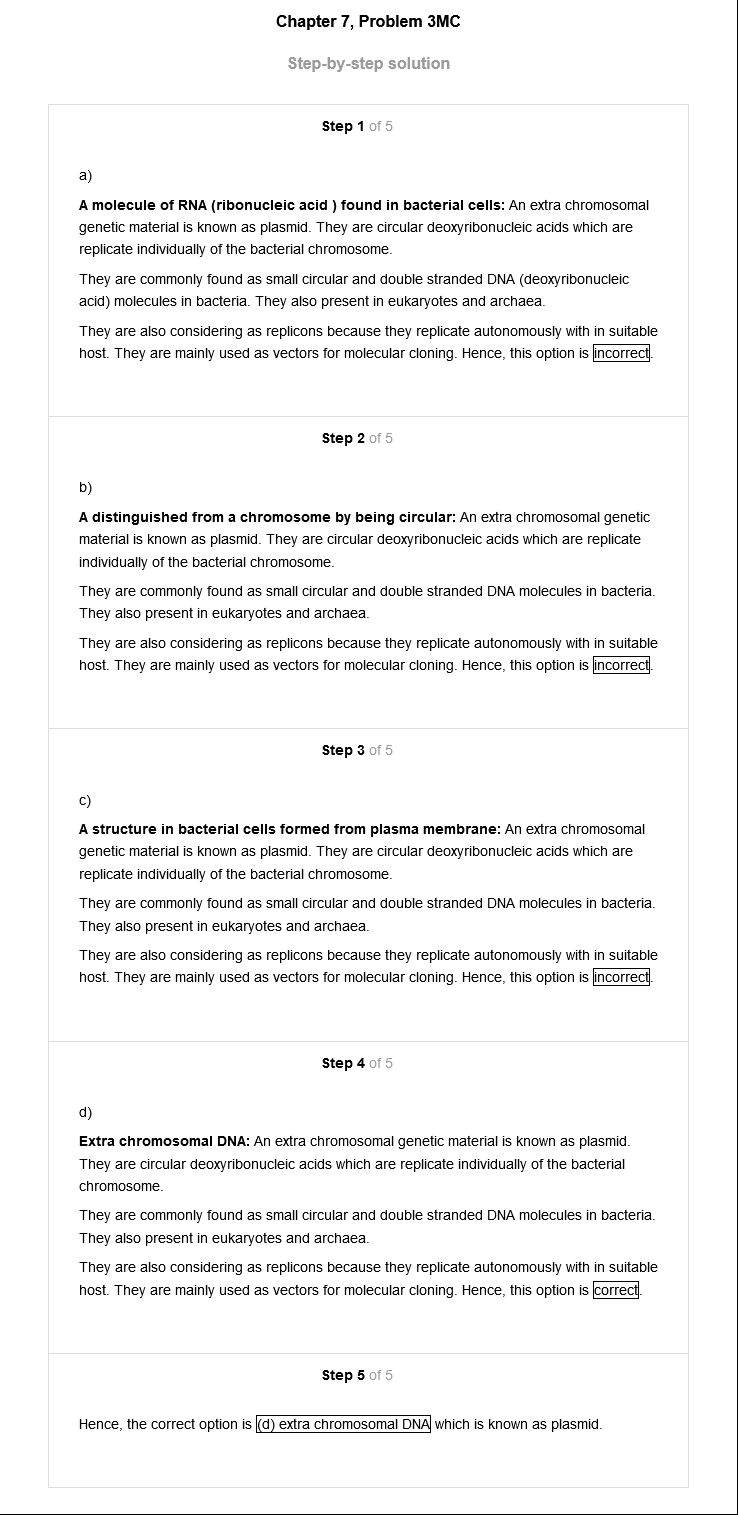 Chapter 7, Problem 3MC
Step-by-step solution
Step 1 of 5
a)
A molecule of RNA (ribonucleic acid ) found in bacterial cells: An extra chromosomal
genetic material is known as plasmid. They are circular deoxyribonucleic acids which are
replicate individually of the bacterial chromosome.
They are commonly found as small circular and double stranded DNA (deoxyribonucleic
acid) molecules in bacteria. They also present in eukaryotes and archaea.
They are also considering as replicons because they replicate autonomously with in suitable
host. They are mainly used as vectors for molecular cloning. Hence, this option is incorrect.
Step 2 of 5
b)
A distinguished from a chromosome by being circular: An extra chromosomal genetic
material is known as plasmid. They are circular deoxyribonucleic acids which are replicate
individually of the bacterial chromosome.
They are commonly found as small circular and double stranded DNA molecules in bacteria.
They also present in eukaryotes and archaea.
They are also considering as replicons because they replicate autonomously with in suitable
host. They are mainly used as vectors for molecular cloning. Hence, this option is incorrect.
Step 3 of 5
c)
A structure in bacterial cells formed from plasma membrane: An extra chromosomal
genetic material is known as plasmid. They are circular deoxyribonucleic acids which are
replicate individually of the bacterial chromosome.
They are commonly found as small circular and double stranded DNA molecules in bacteria.
They also present in eukaryotes and archaea.
They are also considering as replicons because they replicate autonomously with in suitable
host. They are mainly used as vectors for molecular cloning. Hence, this option is incorrect.
Step 4 of 5
d)
Extra chromosomal DNA: An extra chromosomal genetic material is known as plasmid.
They are circular deoxyribonucleic acids which are replicate individually of the bacterial
chromosome.
They are commonly found as small circular and double stranded DNA molecules in bacteria.
They also present in eukaryotes and archaea.
They are also considering as replicons because they replicate autonomously with in suitable
host. They are mainly used as vectors for molecular cloning. Hence, this option is correct.
Step 5 of 5
Hence, the correct option is (d) extra chromosomal DNA which is known as plasmid.